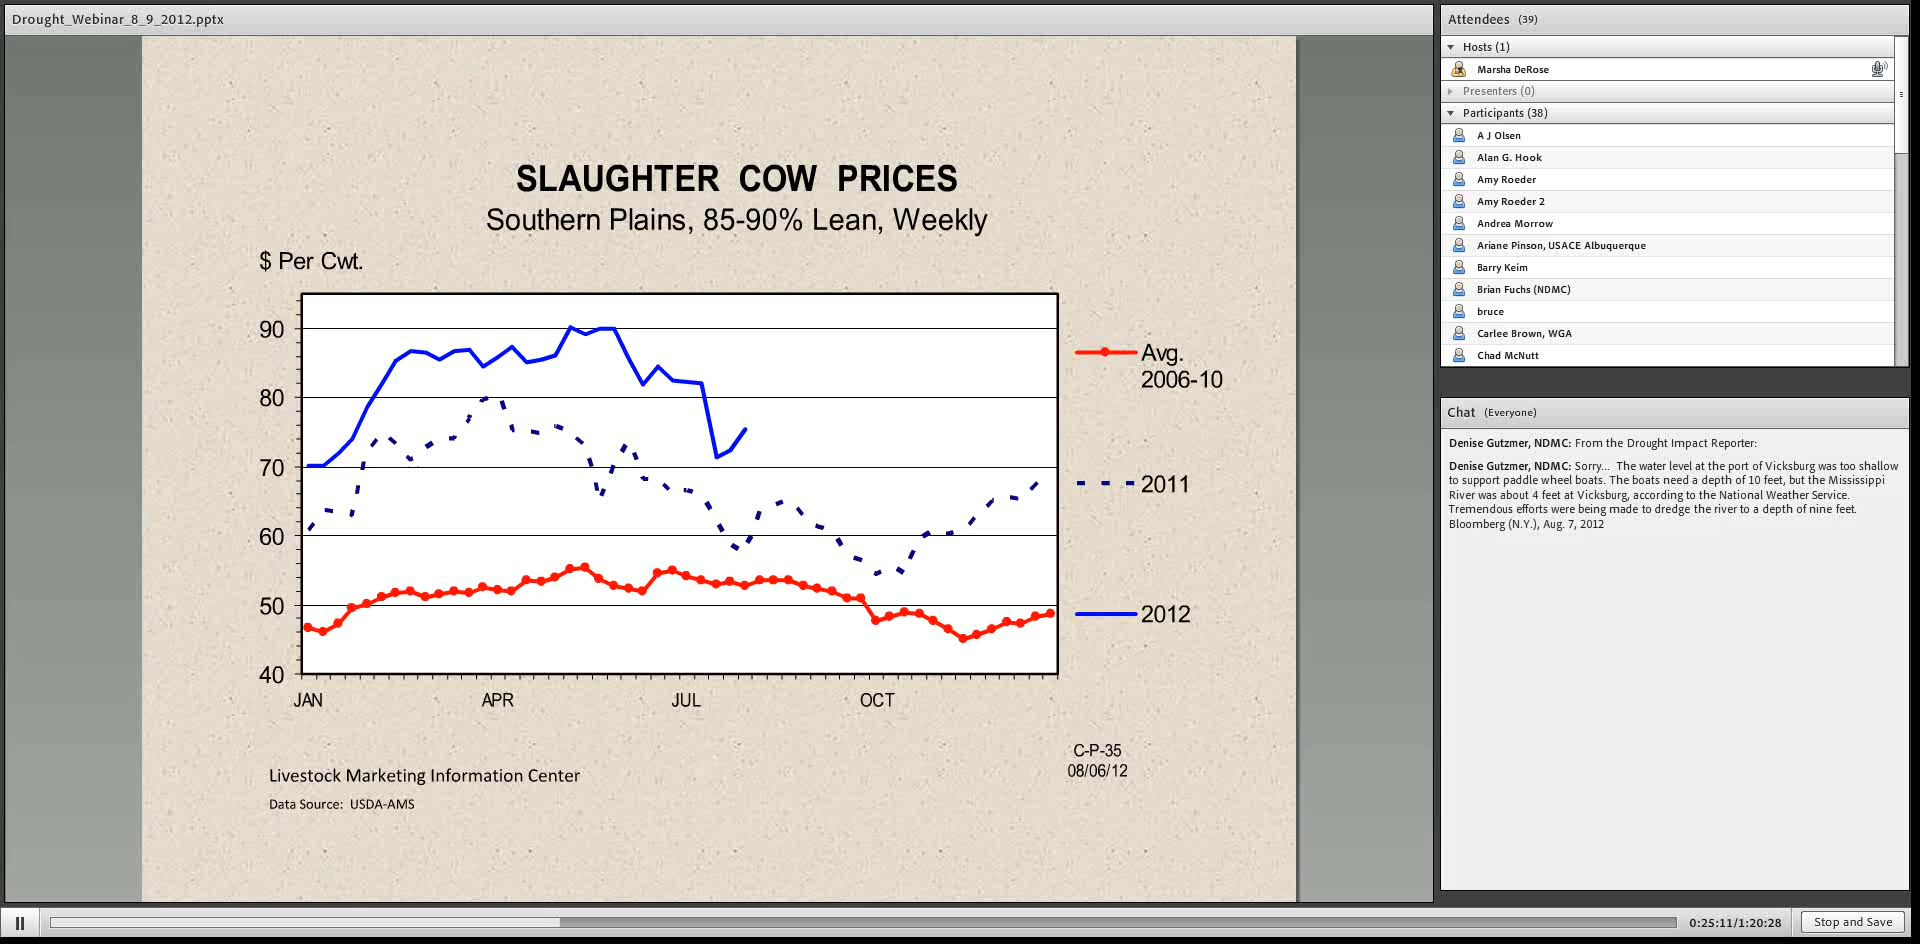 Drought_Webinar_8_9_2012.pptx
SLAUGHTER COW PRICES
Southern Plains, 85-90% Lean, Weekly
$ Per Cwt.
90
80
70
60
50
40
JAN APR JUL OCT
Avg.
2006-10
2011
2012
C-P-35
08/06/12
Livestock Marketing Information Center
Data Source: USDA-AMS
Attendees (39)
Hosts (1)
Marsha DeRose
Presenters (0)
Participants (38)
A J Olsen
Alan G. Hook
Amy Roeder
Amy Roeder 2
Andrea Morrow
Ariane Pinson, USACE Albuquerque
Barry Keim
Brian Fuchs (NDMC)
bruce
Carlee Brown, WGA
Chad McNutt
Chat (Everyone)
Denise Gutzmer, NDMC: From the Drought Impact Reporter:
Denise Gutzmer, NDMC: Sorry... The water level at the port of Vicksburg was too shallow
to support paddle wheel boats. The boats need a depth of 10 feet, but the Mississippi
River was about 4 feet at Vicksburg, according to the National Weather Service.
Tremendous efforts were being made to dredge the river to a depth of nine feet.
Bloomberg (N.Y.), Aug. 7, 2012
0:25:11/1:20:28
Stop and Save